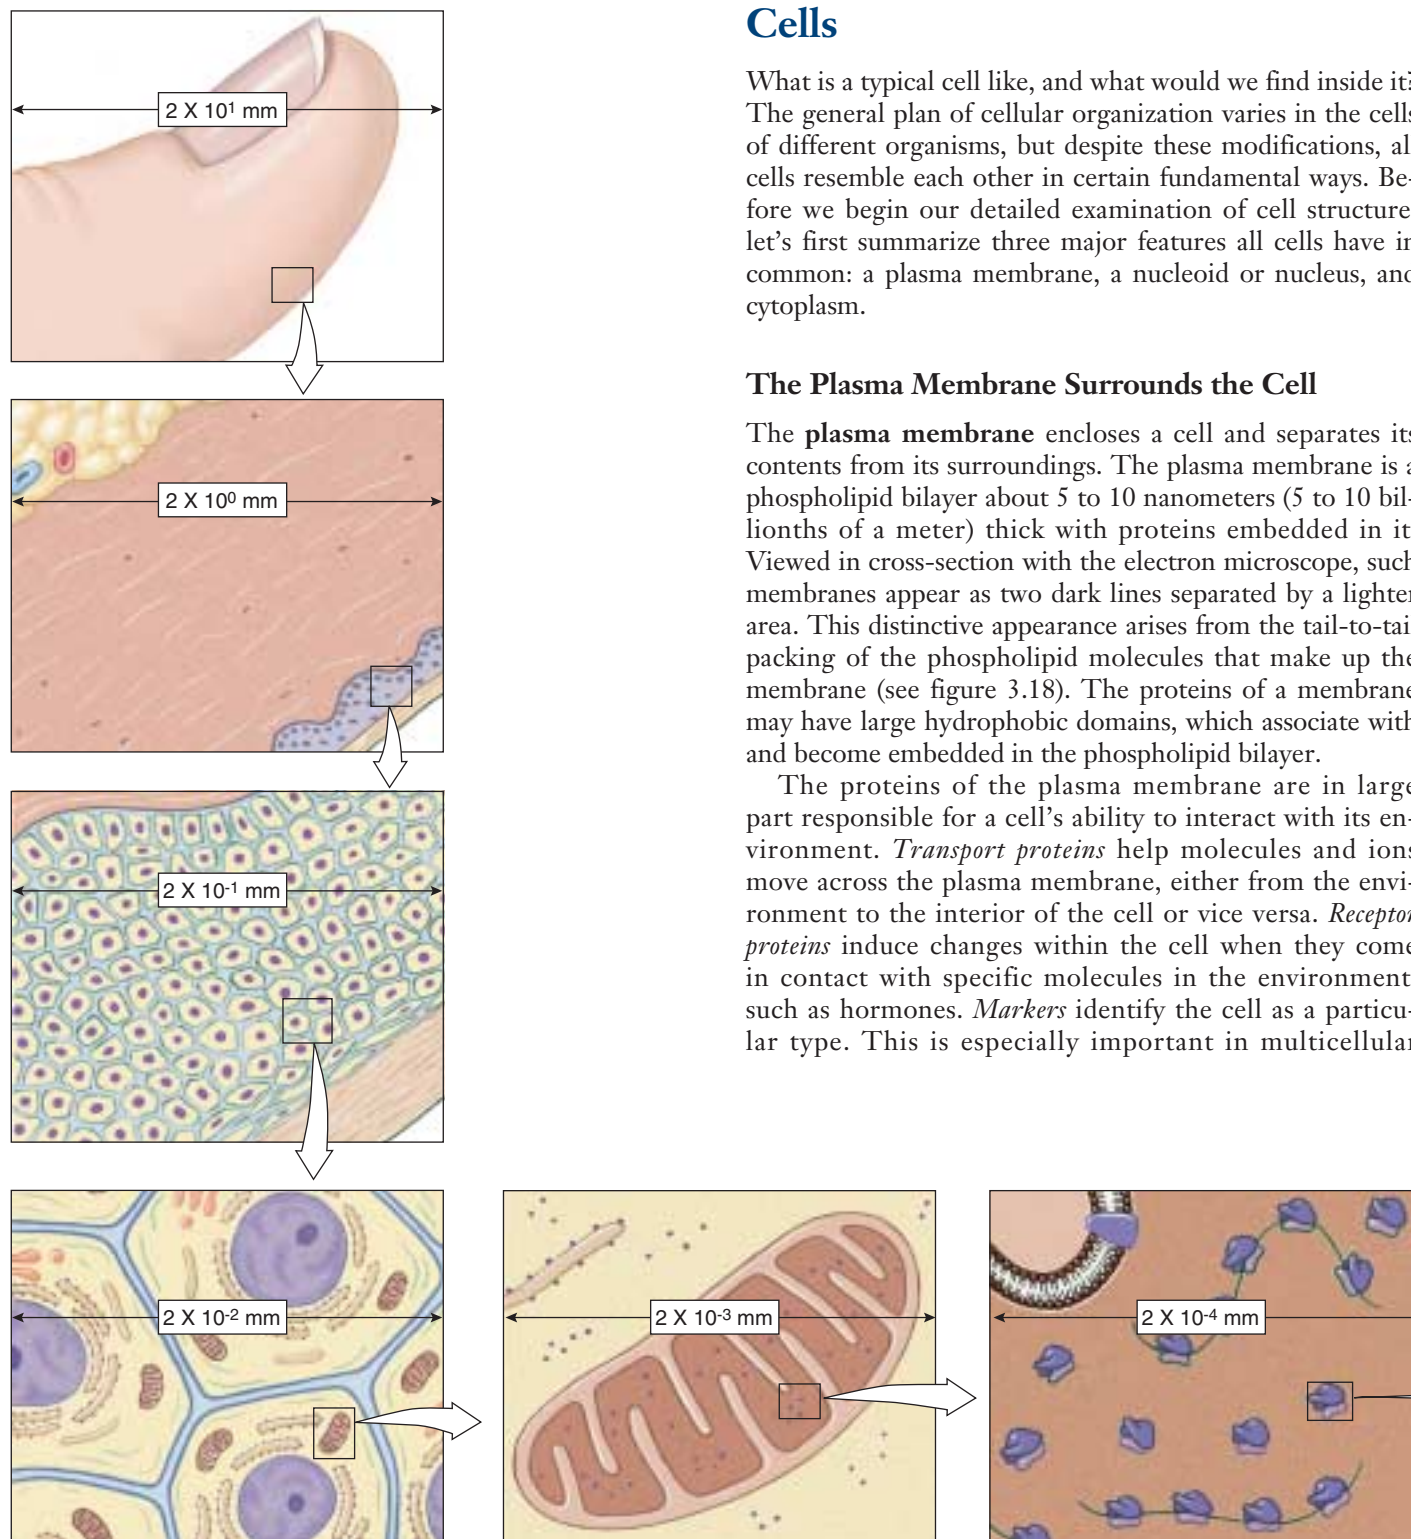 Cells
What is a typical cell like, and what would we find inside it?
The general plan of cellular organization varies in the cells
of different organisms, but despite these modifications, al
cells resemble each other in certain fundamental ways. Be-
fore we begin our detailed examination of cell structure
let’s first summarize three major features all cells have in
common: a plasma membrane, a nucleoid or nucleus, and
cytoplasm.
The Plasma Membrane Surrounds the Cell
The plasma membrane encloses a cell and separates its
contents from its surroundings. The plasma membrane is a
phospholipid bilayer about 5 to 10 nanometers (5 to 10 bil-
lionths of a meter) thick with proteins embedded in it
Viewed in cross-section with the electron microscope, such
membranes appear as two dark lines separated by a lighter
area. This distinctive appearance arises from the tail-to-tai
packing of the phospholipid molecules that make up the
membrane (see figure 3.18). The proteins of a membrane
may have large hydrophobic domains, which associate with
and become embedded in the phospholipid bilayer.
The proteins of the plasma membrane are in large
part responsible for a cell’s ability to interact with its en-
vironment. Transport proteins help molecules and ions
move across the plasma membrane, either from the envi-
ronment to the interior of the cell or vice versa. Receptor
proteins induce changes within the cell when they come
in contact with specific molecules in the environment
such as hormones. Markers identify the cell as a particu-
lar type. This is especially important in multicellular
2 X 10¹ mm
2 X 10⁰ mm
2 X 10⁻¹ mm
2 X 10⁻² mm
2 X 10⁻³ mm
2 X 10⁻⁴ mm